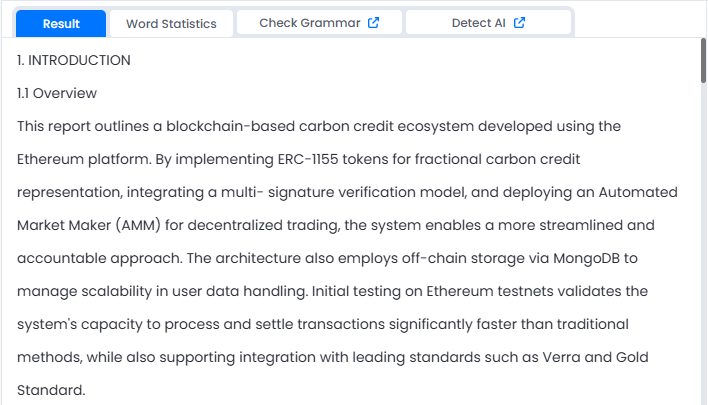 Result
Word Statistics
Check Grammar
Detect AI
1. INTRODUCTION
1.1 Overview
This report outlines a blockchain-based carbon credit ecosystem developed using the
Ethereum platform. By implementing ERC-1155 tokens for fractional carbon credit
representation, integrating a multi- signature verification model, and deploying an Automated
Market Maker (AMM) for decentralized trading, the system enables a more streamlined and
accountable approach. The architecture also employs off-chain storage via MongoDB to
manage scalability in user data handling. Initial testing on Ethereum testnets validates the
system's capacity to process and settle transactions significantly faster than traditional
methods, while also supporting integration with leading standards such as Verra and Gold
Standard.